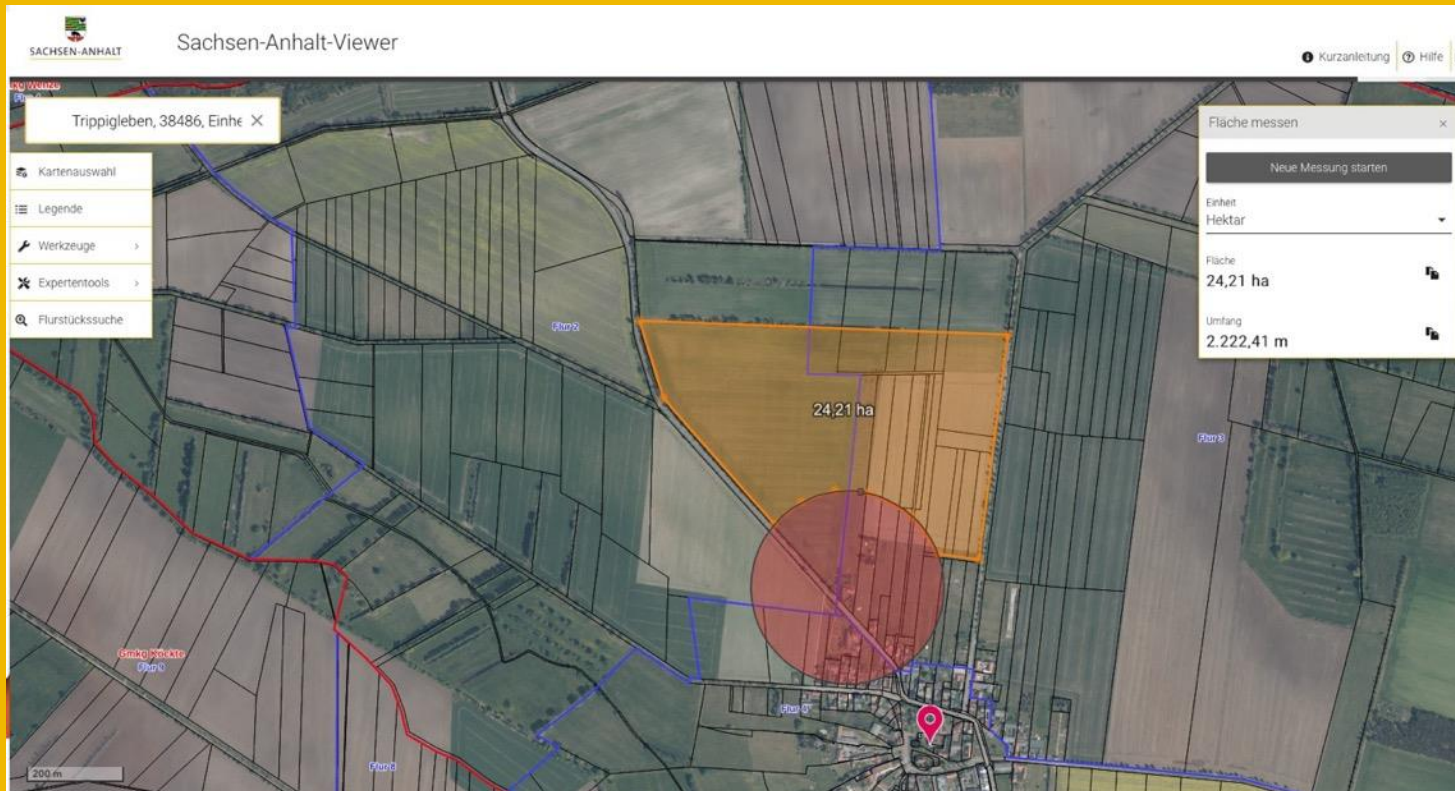 SACHSEN-ANHALT
Sachsen-Anhalt-Viewer
Kurzanleitung
Hilfe
Trippigleben, 38486, Einhe
Kartenauswahl
Legende
Werkzeuge
Expertentools
Flurstückssuche
Fläche messen
Neue Messung starten
Einheit
Hektar
Fläche
24,21 ha
Umfang
2.222,41 m
Flur 2
24,21 ha
Flur 3
Gmkg Köckte
Flur 9
Flur 8
200 m